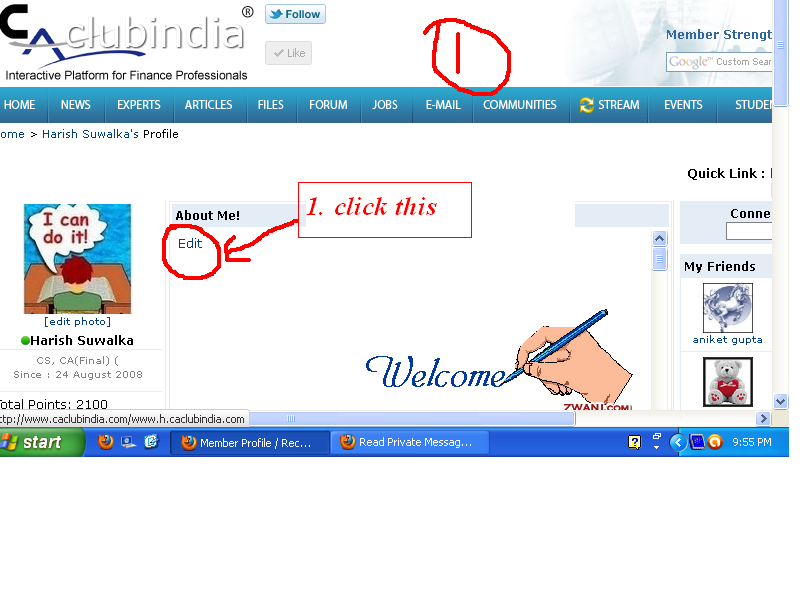 CAclubindia ®
Interactive Platform for Finance Professionals
Follow
Like
1
Member Strengt
Google™ Custom Sear
HOME NEWS EXPERTS ARTICLES FILES FORUM JOBS E-MAIL COMMUNITIES STREAM EVENTS STUDEN
ome > Harish Suwalka's Profile
Quick Link :
I can
do it!
[edit photo]
Harish Suwalka
CS, CA(Final) (
Since : 24 August 2008
otal Points: 2100
About Me!
Edit
1. click this
Welcome
ZWANI.COM
Conne
My Friends
aniket gupta
ttp://www.caclubindia.com/www.h.caclubindia.com
start
Member Profile / Rec...
Read Private Messag...
?
9:55 PM